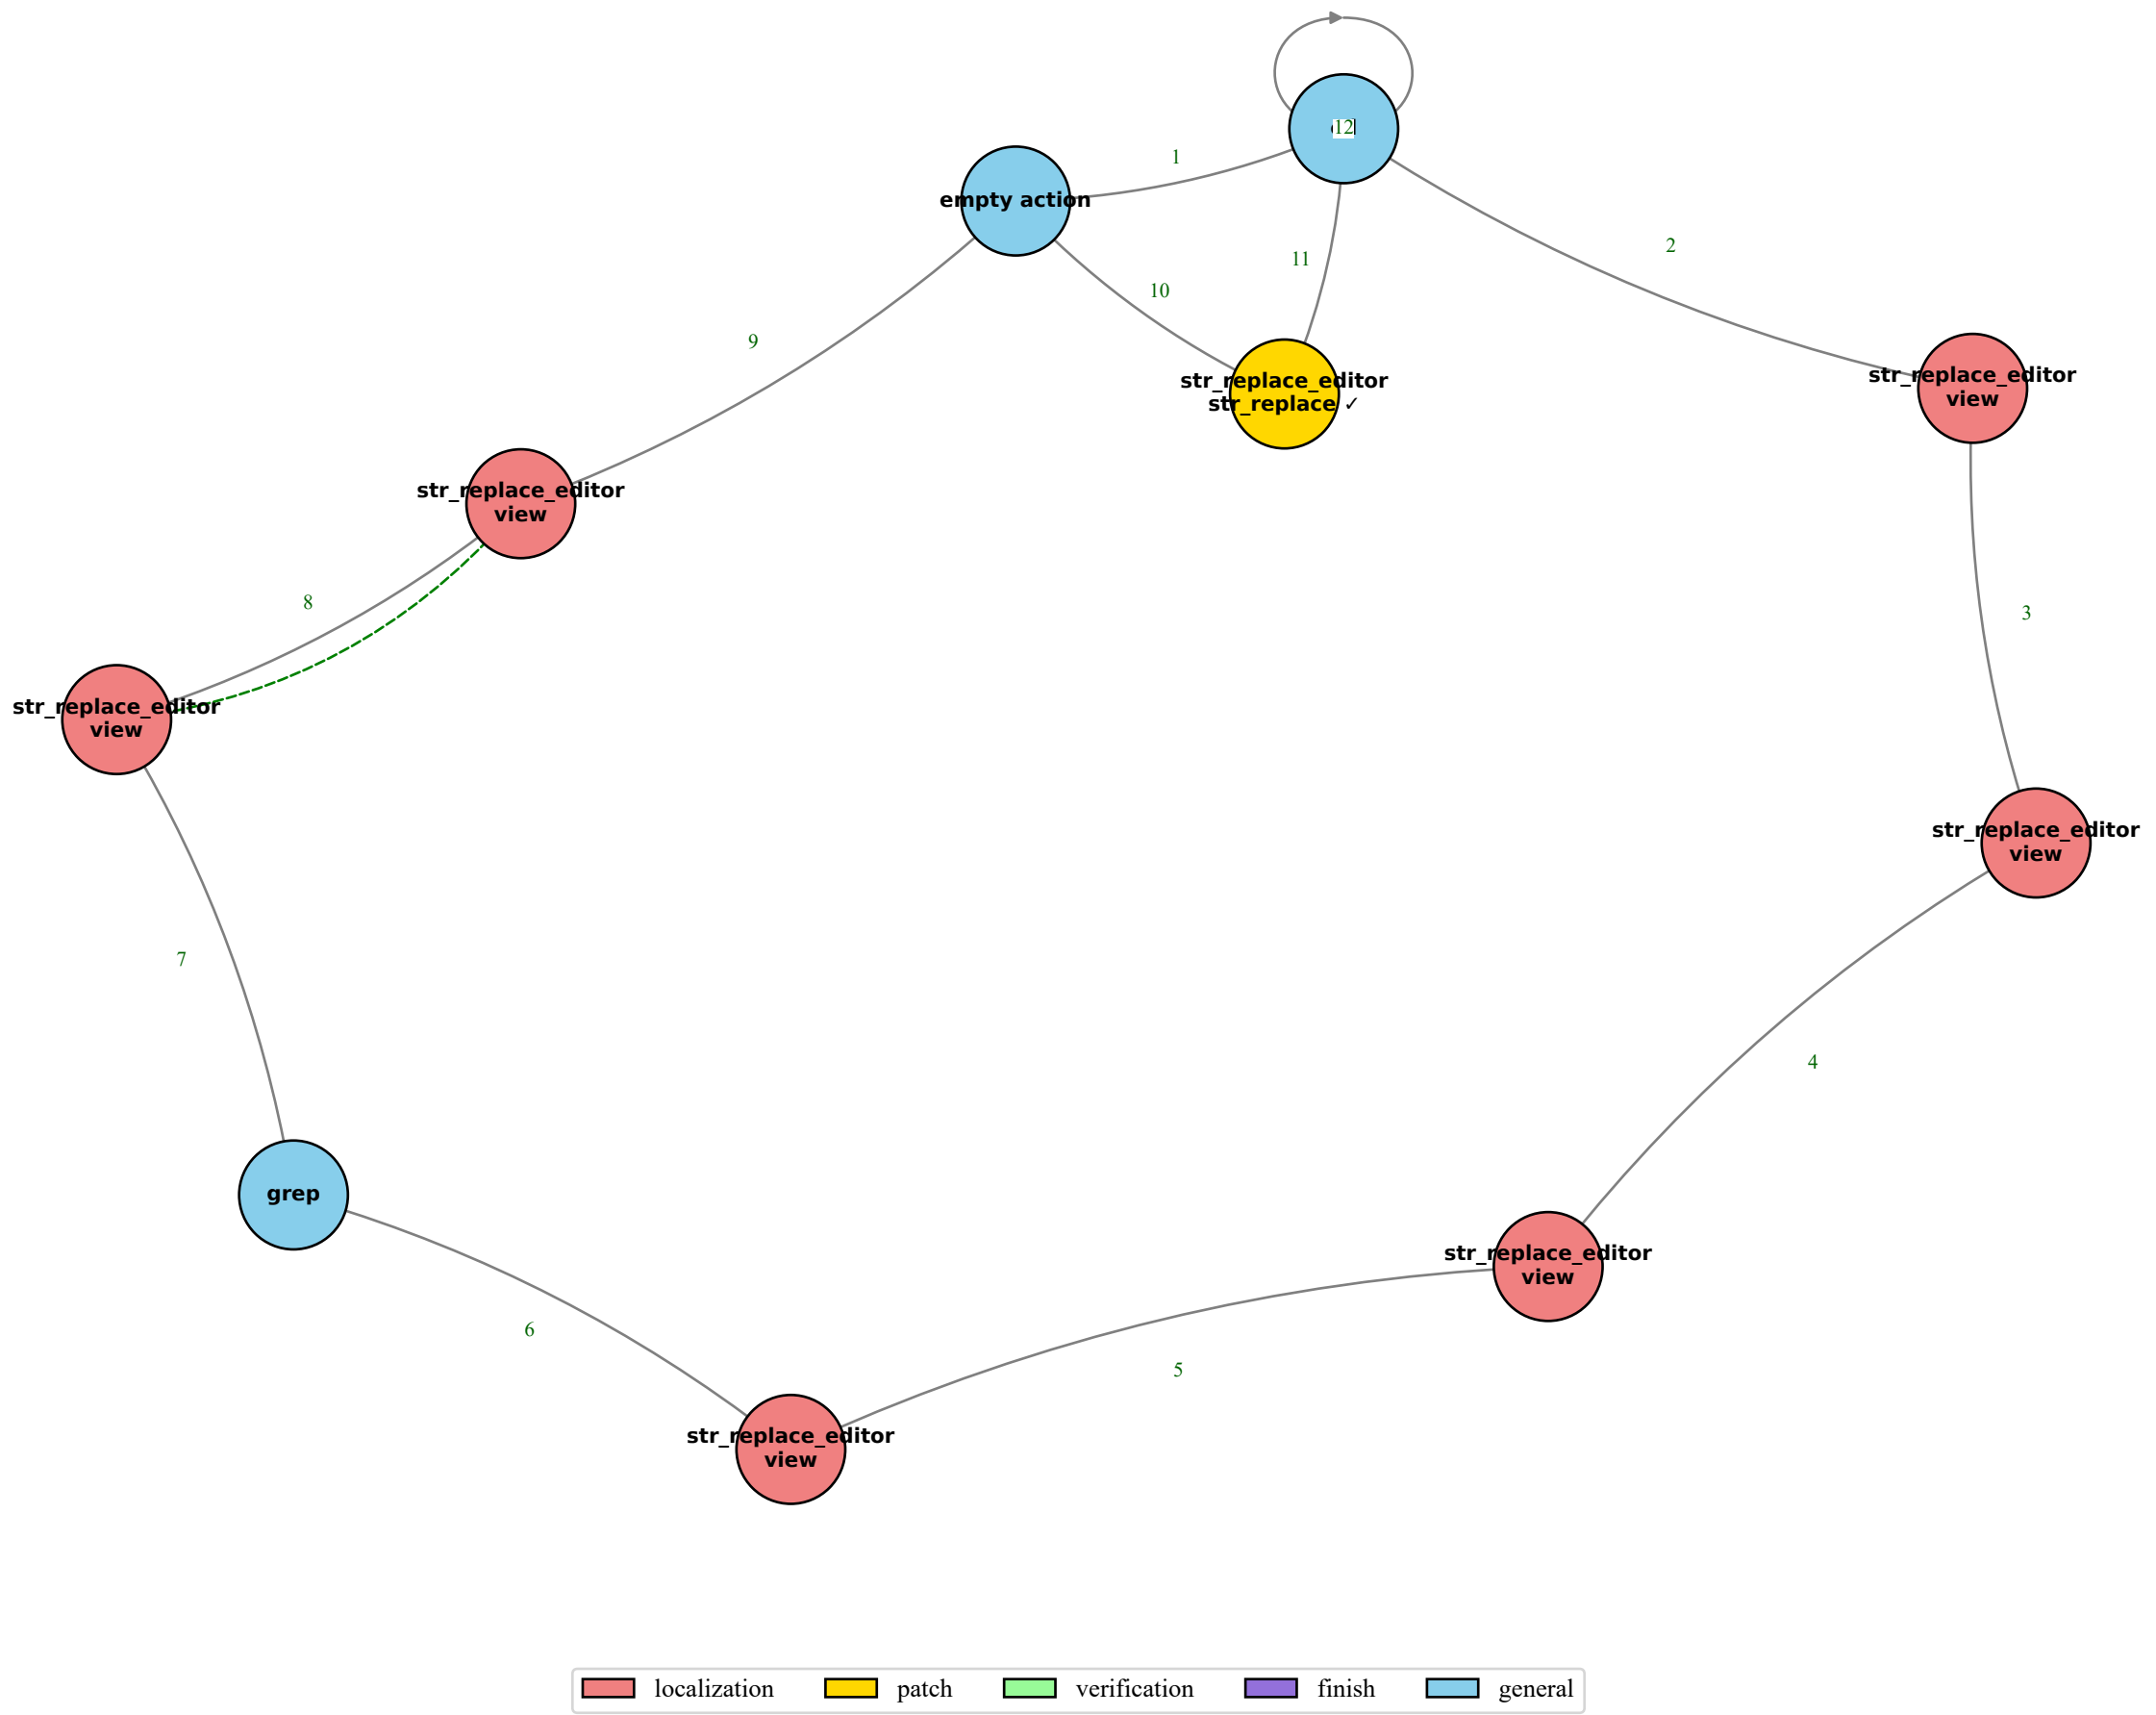 12
1
empty action
2
11
10
9
str_replace_editor
view
str_replace_editor
str_replace ✓
str_replace_editor
view
8
3
str_replace_editor
view
str_replace_editor
view
7
4
grep
str_replace_editor
view
6
5
str_replace_editor
view
localization
patch
verification
finish
general